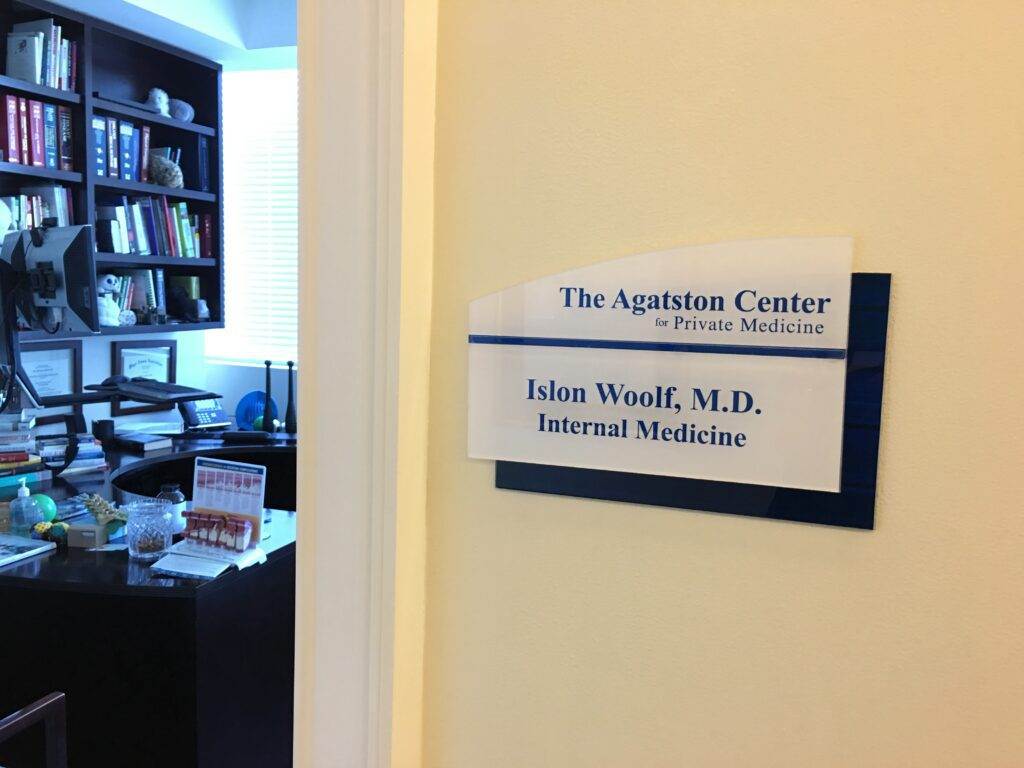 The Agatston Center
for Private Medicine
Islon Woolf, M.D.
Internal Medicine